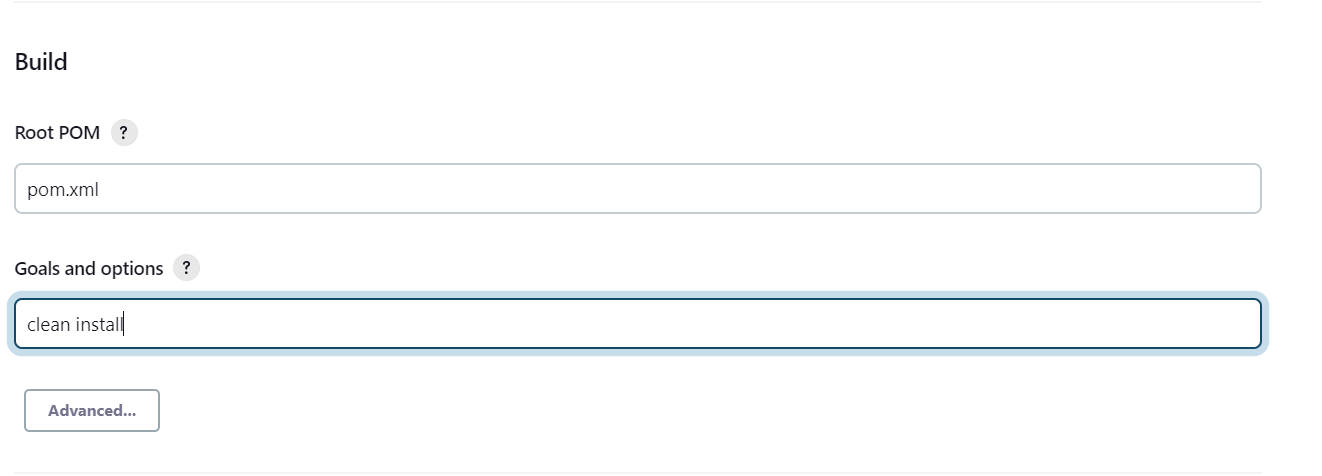 Build
Root POM ?
pom.xml
Goals and options ?
clean install
Advanced...